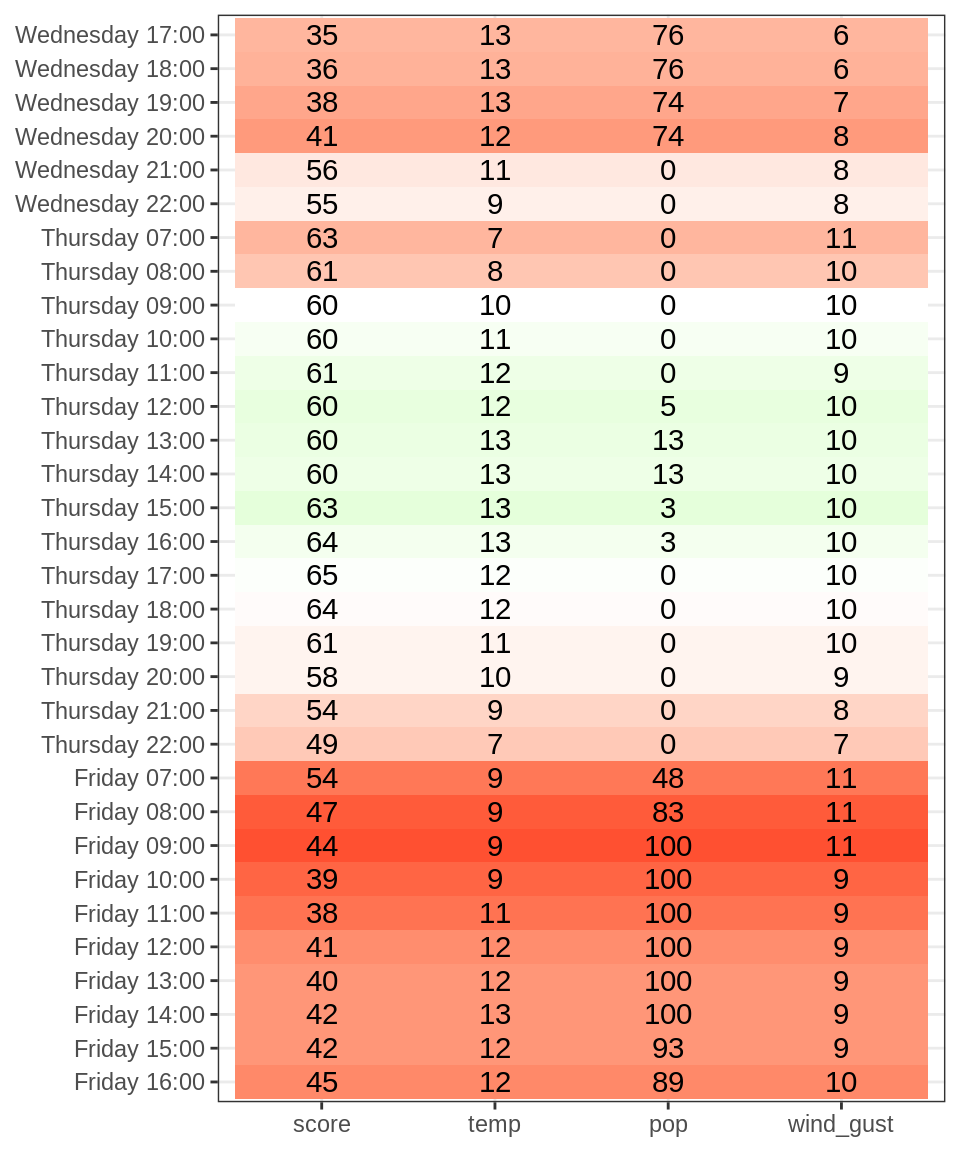 Wednesday 17:00 35 13 76 6
Wednesday 18:00 36 13 76 6
Wednesday 19:00 38 13 74 7
Wednesday 20:00 41 12 74 8
Wednesday 21:00 56 11 0 8
Wednesday 22:00 55 9 0 8
Thursday 07:00 63 7 0 11
Thursday 08:00 61 8 0 10
Thursday 09:00 60 10 0 10
Thursday 10:00 60 11 0 10
Thursday 11:00 61 12 0 9
Thursday 12:00 60 12 5 10
Thursday 13:00 60 13 13 10
Thursday 14:00 60 13 13 10
Thursday 15:00 63 13 3 10
Thursday 16:00 64 13 3 10
Thursday 17:00 65 12 0 10
Thursday 18:00 64 12 0 10
Thursday 19:00 61 11 0 10
Thursday 20:00 58 10 0 9
Thursday 21:00 54 9 0 8
Thursday 22:00 49 7 0 7
Friday 07:00 54 9 48 11
Friday 08:00 47 9 83 11
Friday 09:00 44 9 100 11
Friday 10:00 39 9 100 9
Friday 11:00 38 11 100 9
Friday 12:00 41 12 100 9
Friday 13:00 40 12 100 9
Friday 14:00 42 13 100 9
Friday 15:00 42 12 93 9
Friday 16:00 45 12 89 10
score temp pop wind_gust